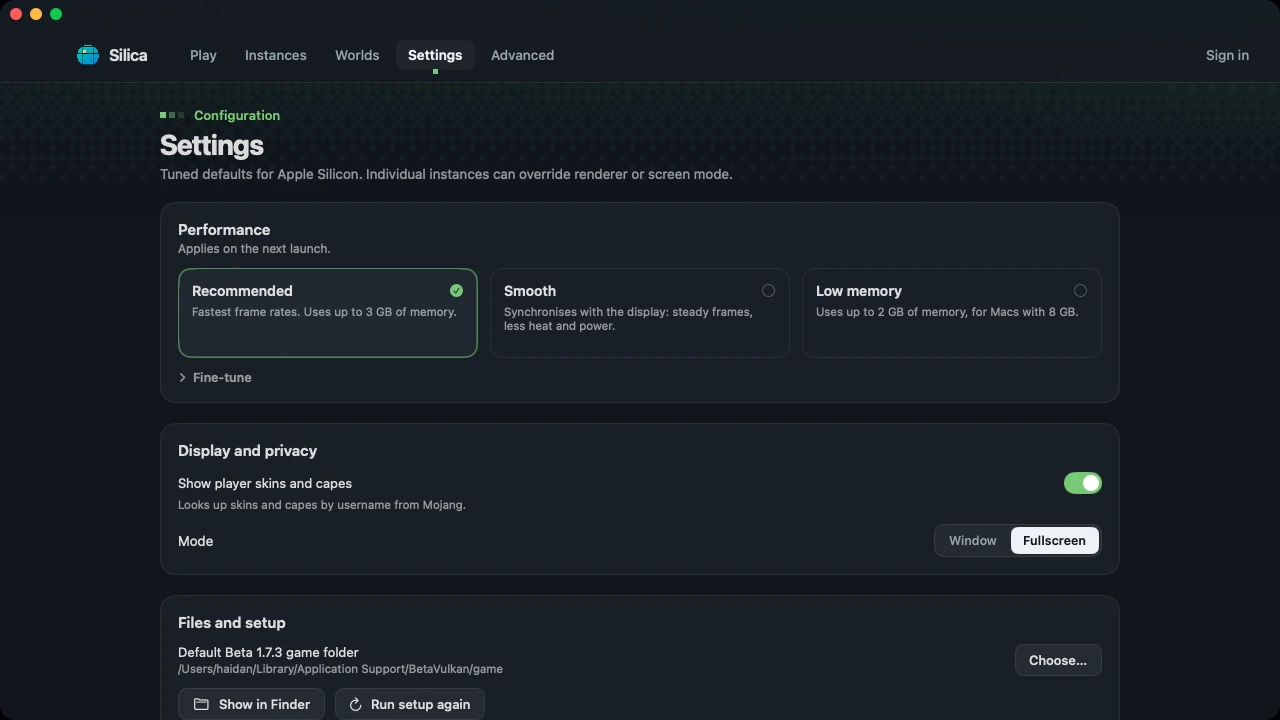 Silica
Play
Instances
Worlds
Settings
Advanced
Sign in
Configuration
Settings
Tuned defaults for Apple Silicon. Individual instances can override renderer or screen mode.
Performance
Applies on the next launch.
Recommended
Fastest frame rates. Uses up to 3 GB of memory.
Smooth
Synchronises with the display: steady frames,
less heat and power.
Low memory
Uses up to 2 GB of memory, for Macs with 8 GB.
Fine-tune
Display and privacy
Show player skins and capes
Looks up skins and capes by username from Mojang.
Mode
Window
Fullscreen
Files and setup
Default Beta 1.7.3 game folder
/Users/haidan/Library/Application Support/BetaVulkan/game
Choose...
Show in Finder
Run setup again